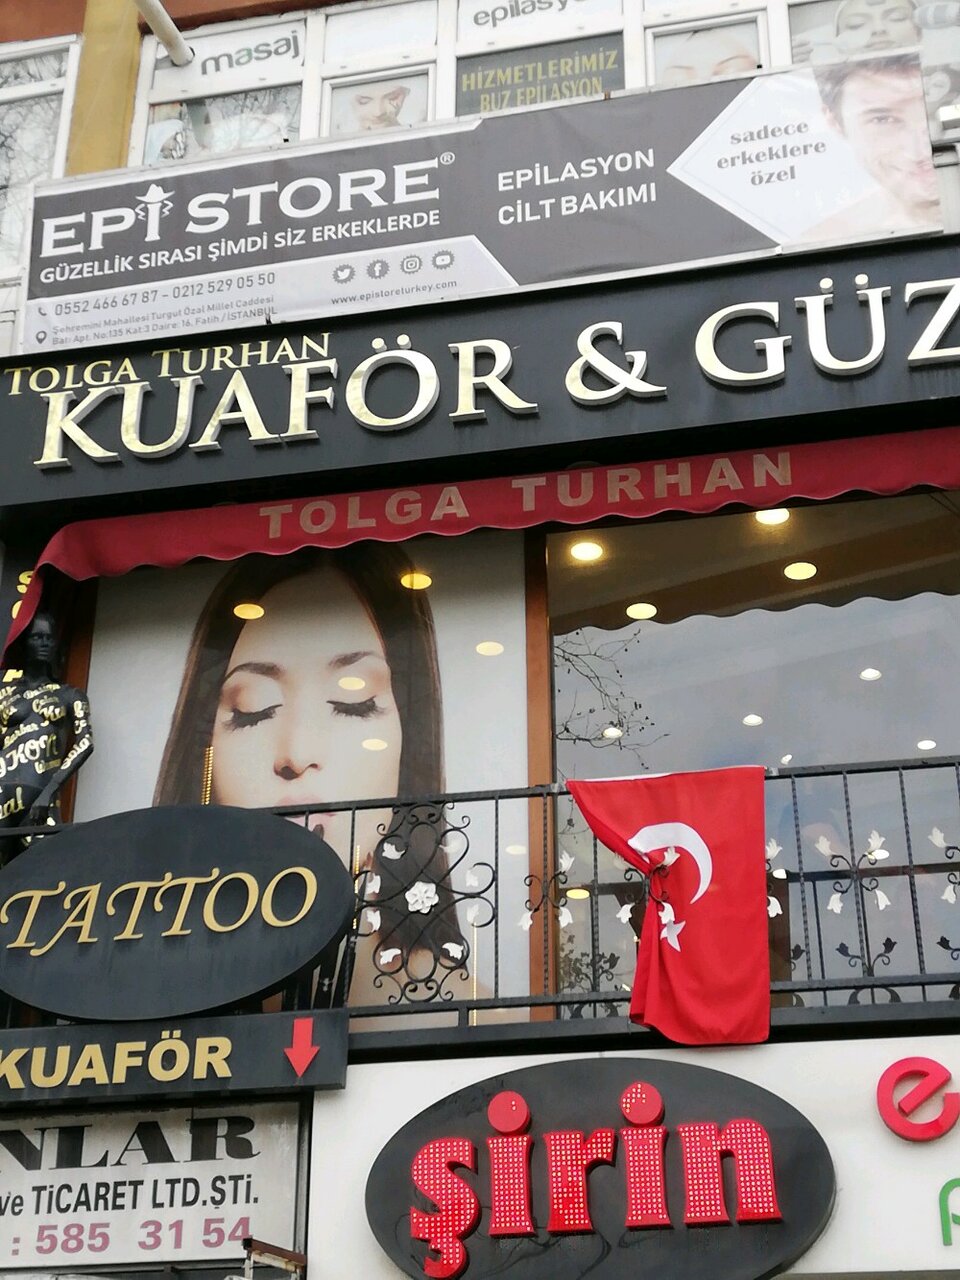 masaj
epilasyo
HİZMETLERİMİZ
BUZ EPİLASYON
EPİ STORE®
GÜZELLİK SIRASI ŞİMDİ SİZ ERKEKLERDE
EPİLASYON
CİLT BAKIMI
sadece
erkeklere
özel
0552 466 67 87 - 0212 529 05 50
www.epistoreturkey.com
Şehremini Mahallesi Turgut Özal Millet Caddesi
Bal: Apt. No:135 Kat:3 Daire: 16, Fatih / İSTANBUL
TOLGA TURHAN
KUAFÖR & GÜZ
TOLGA TURHAN
TATTOO
KUAFÖR
NLAR
ve TİCARET LTD.ŞTİ.
: 585 31 54
şirin
e